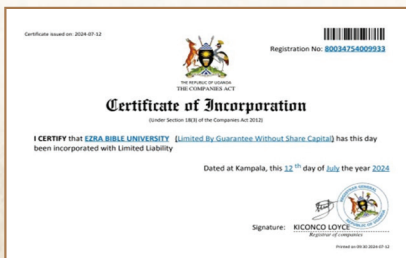 Certificate issued on: 2024-07-12
Registration No: 80034754009933
THE REPUBLIC OF UGANDA
THE COMPANIES ACT
Certificate of Incorporation
(Under Section 18(3) of the Companies Act 2012)
I CERTIFY that EZRA BIBLE UNIVERSITY (Limited By Guarantee Without Share Capital) has this day
been incorporated with Limited Liability
Dated at Kampala, this 12 th day of July the year 2024
Signature: KICONCO LOYCE
Registrar of companies